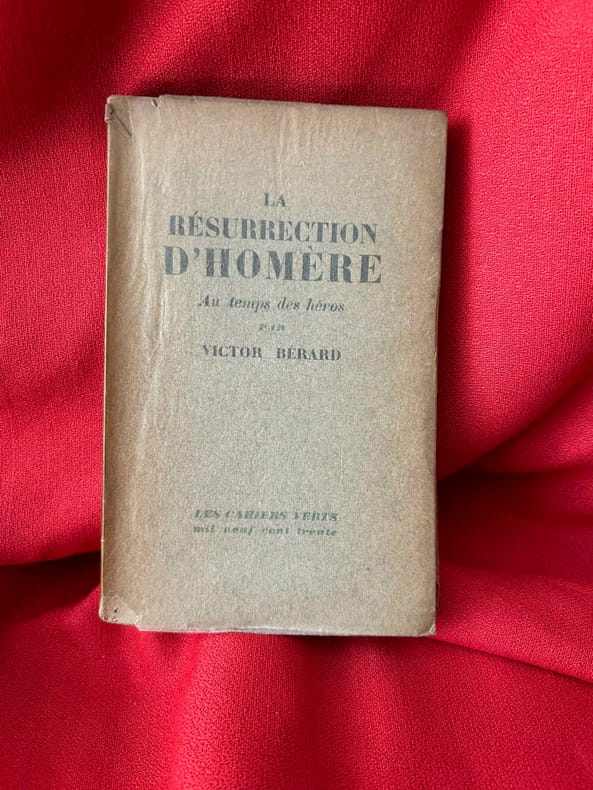 LA
RÉSURRECTION
D'HOMÈRE
Au temps des héros
PAR
VICTOR BÉRARD
LES CAHIERS VERTS
mil neuf cent trente